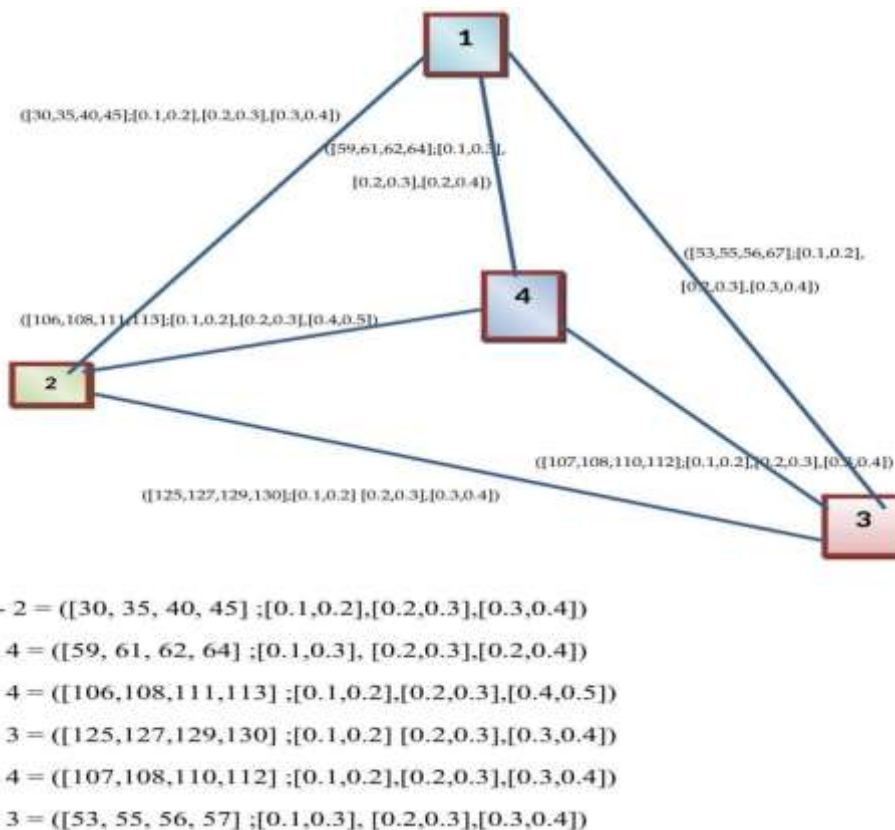 1
([30,35,40,45];[0.1,0.2],[0.2,0.3],[0.3,0.4])
([59,61,62,64];[0.1,0.3],
[0.2,0.3],[0.2,0.4])
([53,55,56,67];[0.1,0.2],
[0.2,0.3],[0.3,0.4])
4
([106,108,111,113];[0.1,0.2],[0.2,0.3],[0.4,0.5])
2
([107,108,110,112];[0.1,0.2],[0.2,0.3],[0.3,0.4])
([125,127,129,130];[0.1,0.2] [0.2,0.3],[0.3,0.4])
3
- 2 = ([30, 35, 40, 45] ;[0.1,0.2],[0.2,0.3],[0.3,0.4])
4 = ([59, 61, 62, 64] ;[0.1,0.3], [0.2,0.3],[0.2,0.4])
4 = ([106,108,111,113] ;[0.1,0.2],[0.2,0.3],[0.4,0.5])
3 = ([125,127,129,130] ;[0.1,0.2] [0.2,0.3],[0.3,0.4])
4 = ([107,108,110,112] ;[0.1,0.2],[0.2,0.3],[0.3,0.4])
3 = ([53, 55, 56, 57] ;[0.1,0.3], [0.2,0.3],[0.3,0.4])